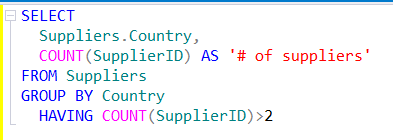 SELECT
Suppliers.Country,
COUNT(SupplierID) AS '# of suppliers'
FROM Suppliers
GROUP BY Country
HAVING COUNT(SupplierID)>2